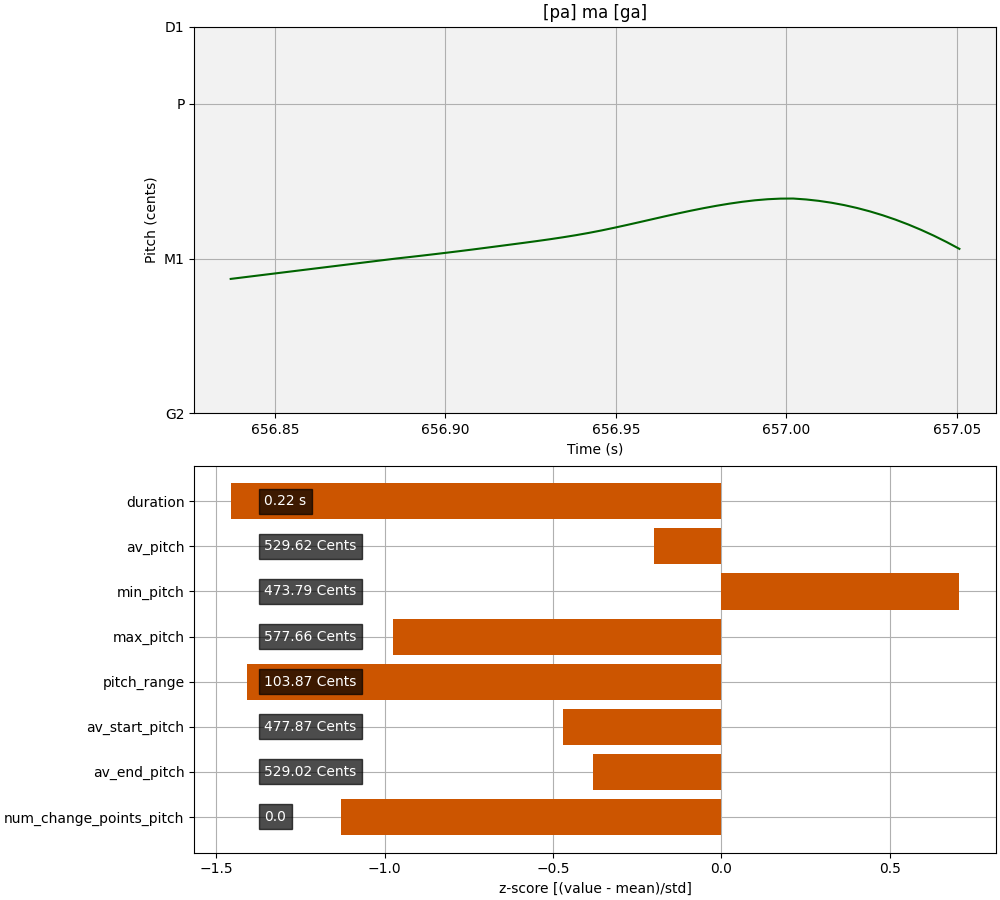 [pa] ma [ga]
D1
P
M1
G2
Pitch (cents)
656.85 656.90 656.95 657.00 657.05
Time (s)
duration 0.22 s
av_pitch 529.62 Cents
min_pitch 473.79 Cents
max_pitch 577.66 Cents
pitch_range 103.87 Cents
av_start_pitch 477.87 Cents
av_end_pitch 529.02 Cents
num_change_points_pitch 0.0
−1.5 −1.0 −0.5 0.0 0.5
z-score [(value - mean)/std]